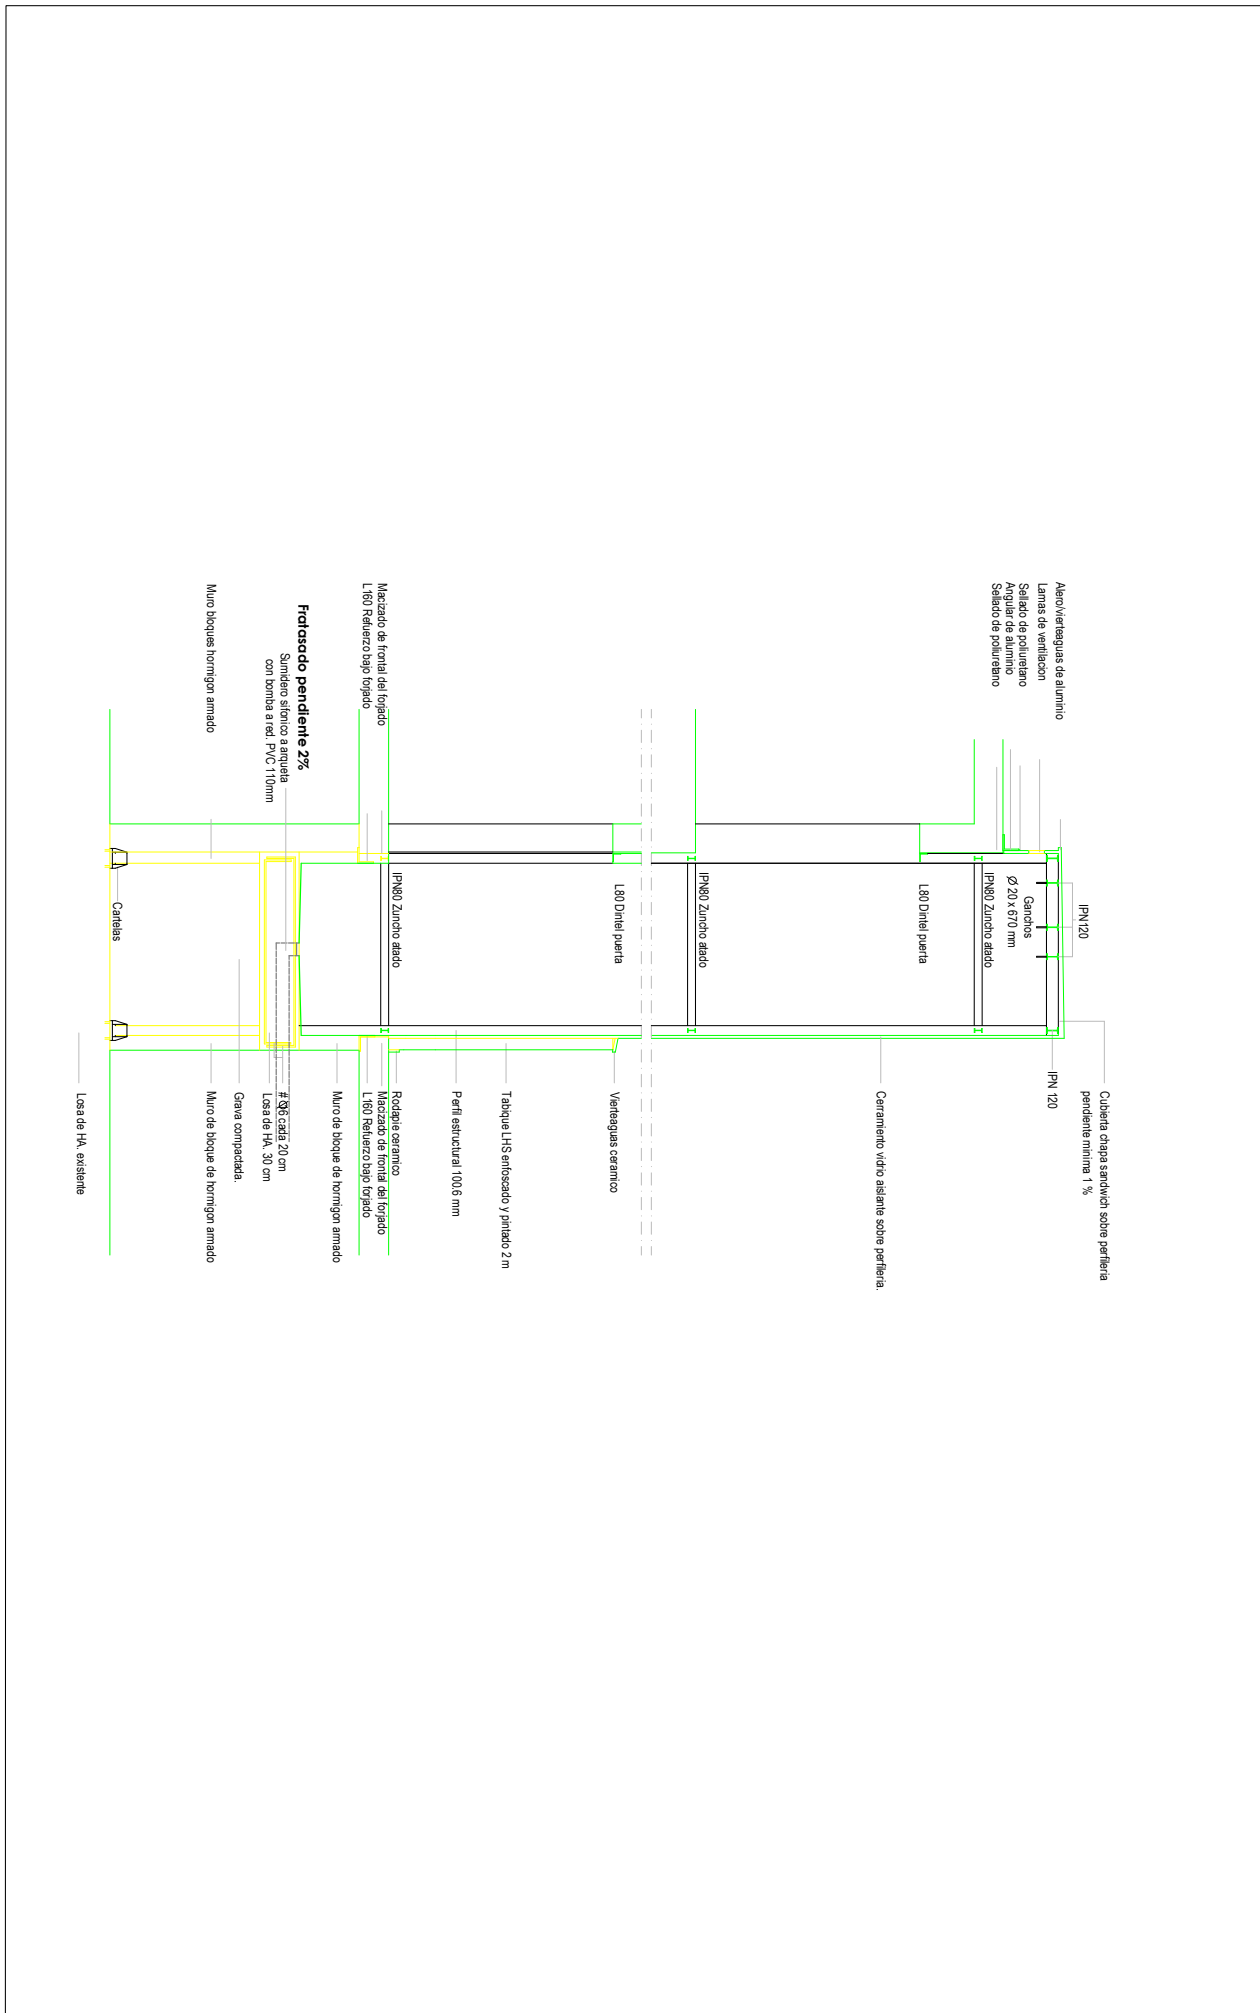 Alero/vierteaguas de aluminio
Lamas de ventilacion
Sellado de poliuretano
Angular de aluminio
Sellado de poliuretano
Macizado de frontal del forjado
L160 Refuerzo bajo forjado
Fratasado pendiente 2%
Sumidero sifonico a arqueta
con bomba a red. PVC 110mm
Muro bloques hormigon armado
IPN120
Ganchos
Ø 20 x 670 mm
IPN80 Zuncho atado
L80 Dintel puerta
IPN80 Zuncho atado
L80 Dintel puerta
IPN80 Zuncho atado
Cartelas
Cubierta chapa sandwich sobre perfileria
pendiente minima 1 %
IPN 120
Cerramiento vidrio aislante sobre perfileria.
Vierteaguas ceramico
Tabique LHS enfoscado y pintado 2 m
Perfil estructural 100.6 mm
Rodapie ceramico
Macizado de frontal del forjado
L160 Refuerzo bajo forjado
Muro de bloque de hormigon armado
# Ø6 cada 20 cm
Losa de HA. 30 cm
Grava compactada.
Muro de bloque de hormigon armado
Losa de HA. existente